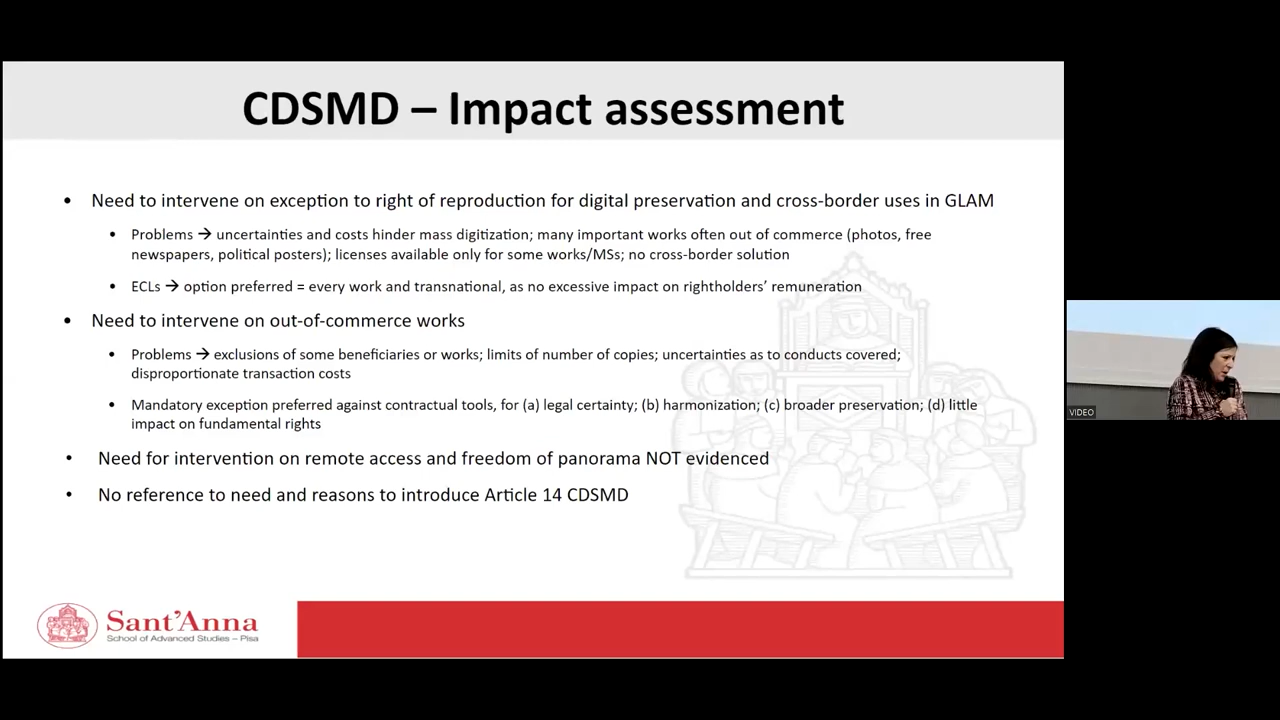 CDSMD – Impact assessment
• Need to intervene on exception to right of reproduction for digital preservation and cross-border uses in GLAM
• Problems → uncertainties and costs hinder mass digitization; many important works often out of commerce (photos, free
newspapers, political posters); licenses available only for some works/MSs; no cross-border solution
• ECLs → option preferred = every work and transnational, as no excessive impact on rightholders’ remuneration
• Need to intervene on out-of-commerce works
• Problems → exclusions of some beneficiaries or works; limits of number of copies; uncertainties as to conducts covered;
disproportionate transaction costs
• Mandatory exception preferred against contractual tools, for (a) legal certainty; (b) harmonization; (c) broader preservation; (d) little
impact on fundamental rights
• Need for intervention on remote access and freedom of panorama NOT evidenced
• No reference to need and reasons to introduce Article 14 CDSMD
Sant’Anna
School of Advanced Studies – Pisa
VIDEO